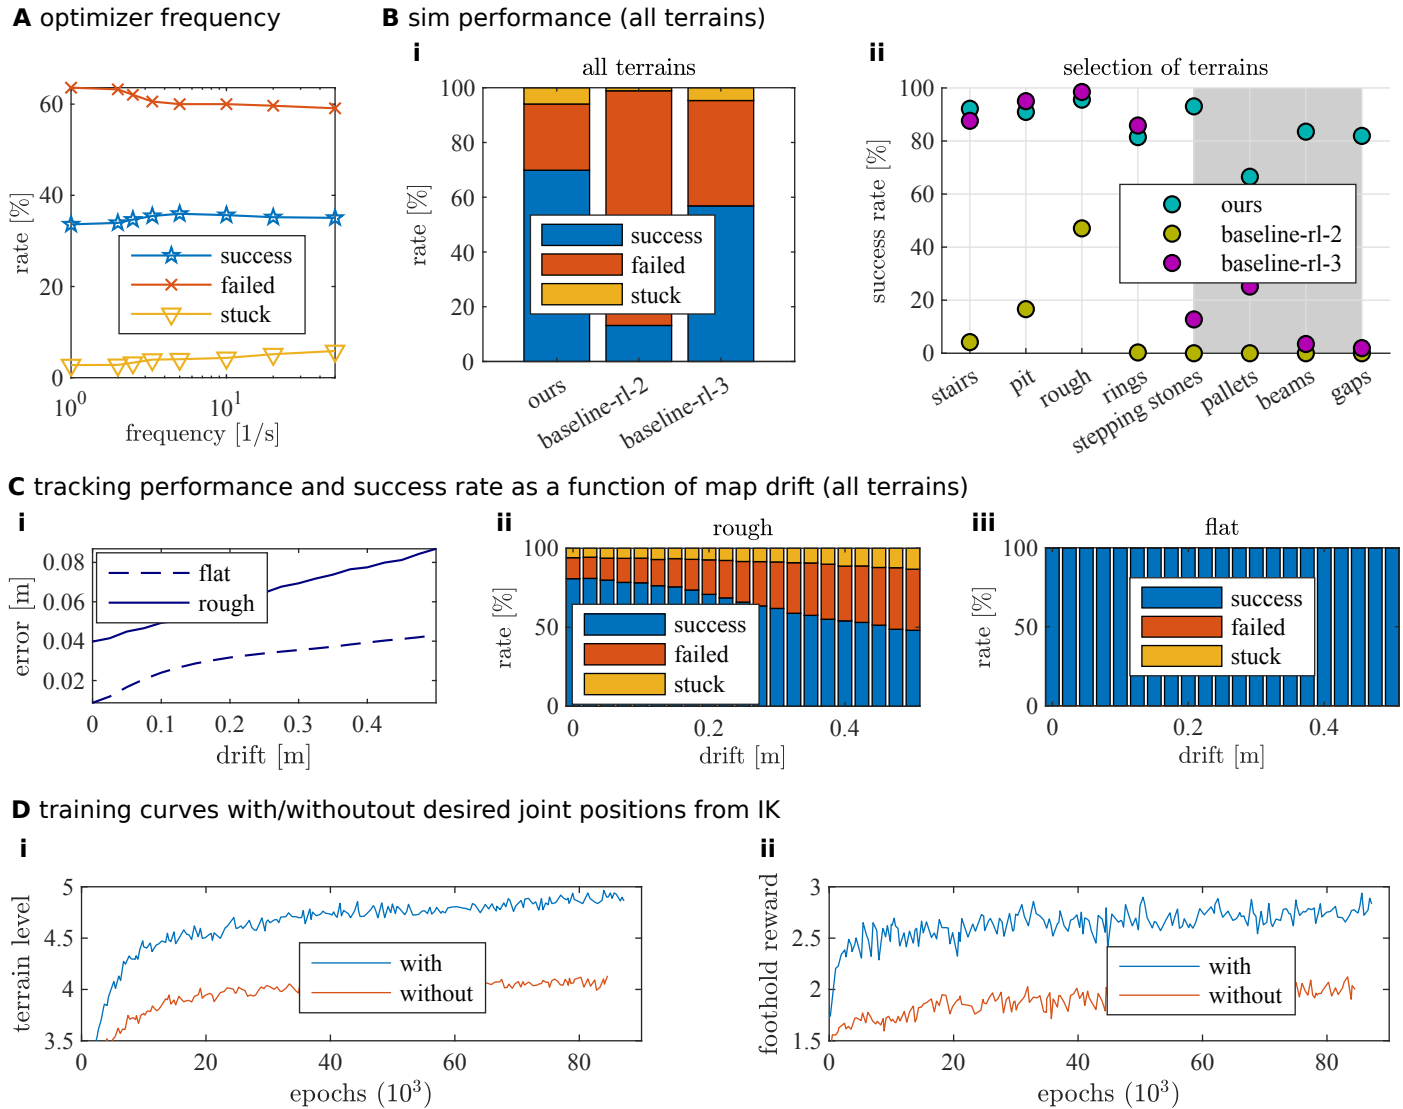 A optimizer frequency
B sim performance (all terrains)
i
ii
all terrains
selection of terrains
rate [%]
60
40
20
0
success
failed
stuck
10^0
10^1
frequency [1/s]
rate [%]
100
80
60
40
20
0
success
failed
stuck
ours
baseline-rl-2
baseline-rl-3
success rate [%]
100
80
60
40
20
0
ours
baseline-rl-2
baseline-rl-3
stairs
pit
rough
rings
stepping stones
pallets
beams
gaps
C tracking performance and success rate as a function of map drift (all terrains)
i
ii
iii
rough
flat
error [m]
0.08
0.06
0.04
0.02
flat
rough
0
0.1
0.2
0.3
0.4
drift [m]
rate [%]
100
50
0
success
failed
stuck
0
0.2
0.4
drift [m]
rate [%]
100
50
0
success
failed
stuck
0
0.2
0.4
drift [m]
D training curves with/withoutout desired joint positions from IK
i
ii
terrain level
5
4.5
4
3.5
with
without
0
20
40
60
80
epochs (10^3)
foothold reward
3
2.5
2
1.5
with
without
0
20
40
60
80
epochs (10^3)